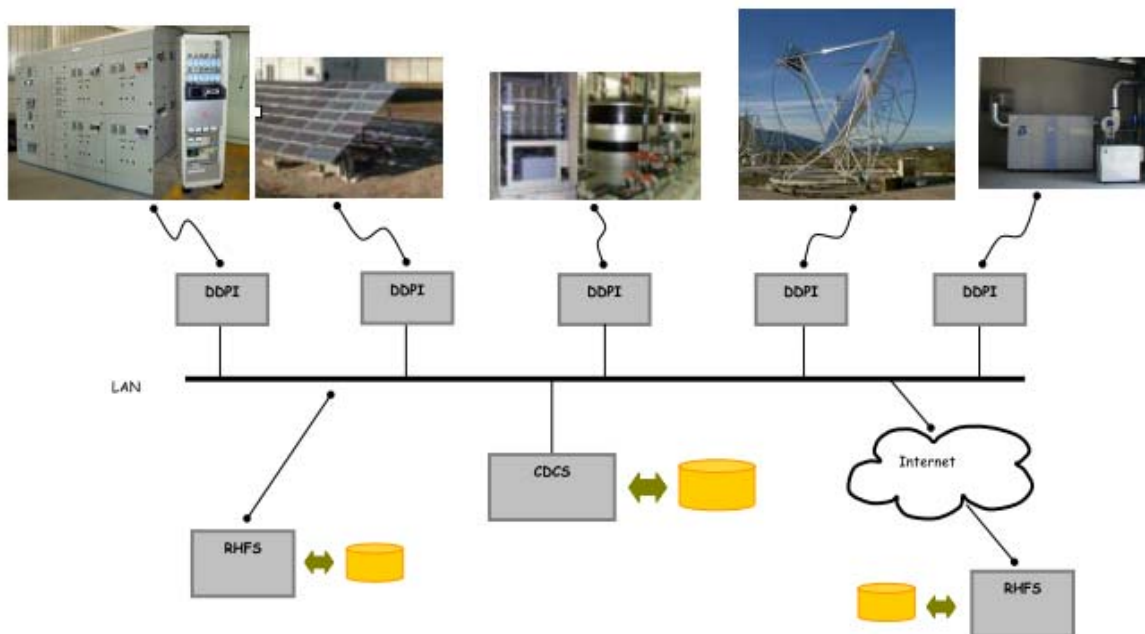 DDPI
DDPI
DDPI
DDPI
DDPI
LAN
CDCS
Internet
RHFS
RHFS